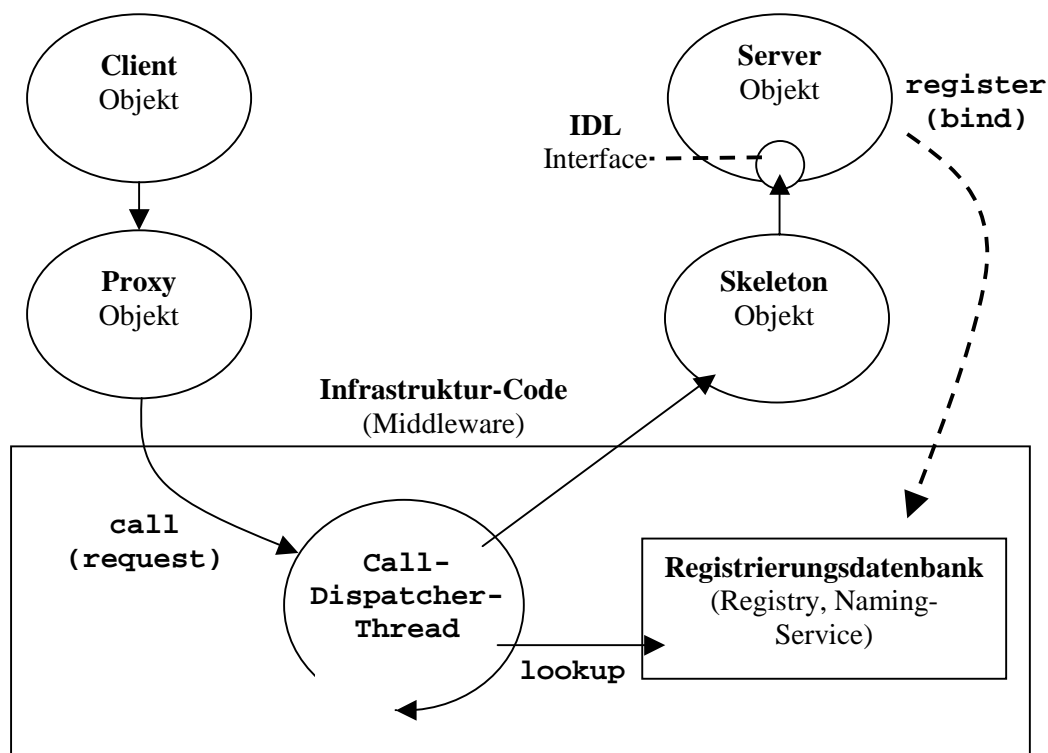 Client
Objekt
Server
Objekt
register
(bind)
IDL
Interface
Proxy
Objekt
Skeleton
Objekt
Infrastruktur-Code
(Middleware)
call
(request)
Call-
Dispatcher-
Thread
Registrierungsdatenbank
(Registry, Naming-
Service)
lookup